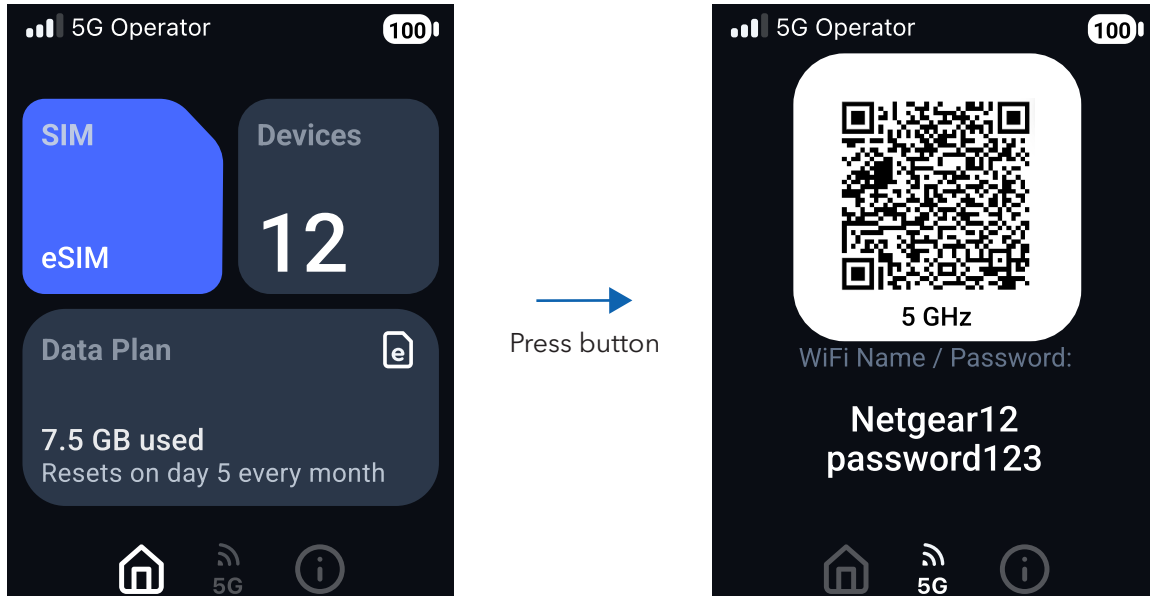 5G Operator
100
SIM
eSIM
Devices
12
Data Plan
e
7.5 GB used
Resets on day 5 every month
5G
Press button
5G Operator
100
5 GHz
WiFi Name / Password:
Netgear12
password123
5G